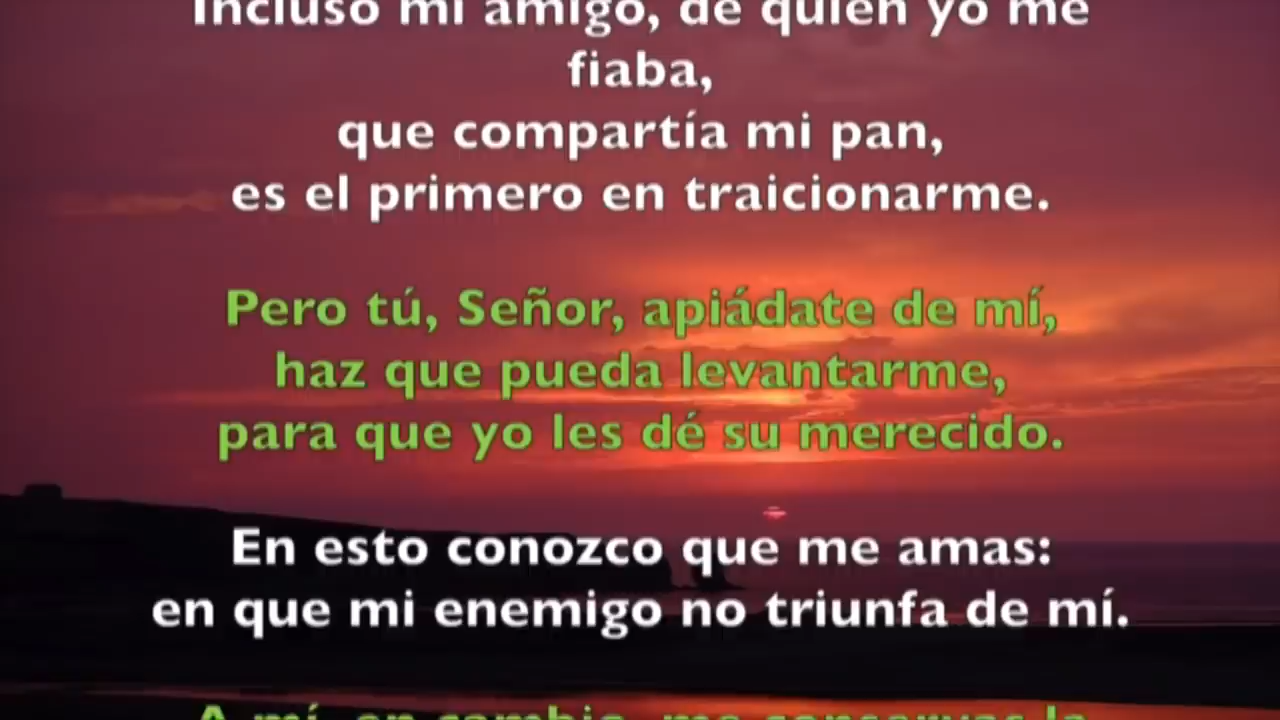 Incluso mi amigo, de quien yo me
fiaba,
que compartía mi pan,
es el primero en traicionarme.
Pero tú, Señor, apiádate de mí,
haz que pueda levantarme,
para que yo les dé su merecido.
En esto conozco que me amas:
en que mi enemigo no triunfa de mí.
A mí, en cambio, me conservas la